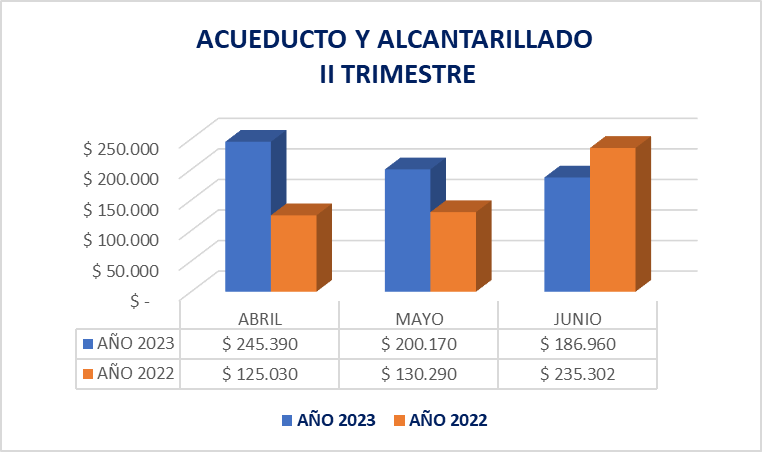 ACUEDUCTO Y ALCANTARILLADO
II TRIMESTRE
$ 250.000
$ 200.000
$ 150.000
$ 100.000
$ 50.000
$ -
ABRIL MAYO JUNIO
AÑO 2023 $ 245.390 $ 200.170 $ 186.960
AÑO 2022 $ 125.030 $ 130.290 $ 235.302
AÑO 2023 AÑO 2022